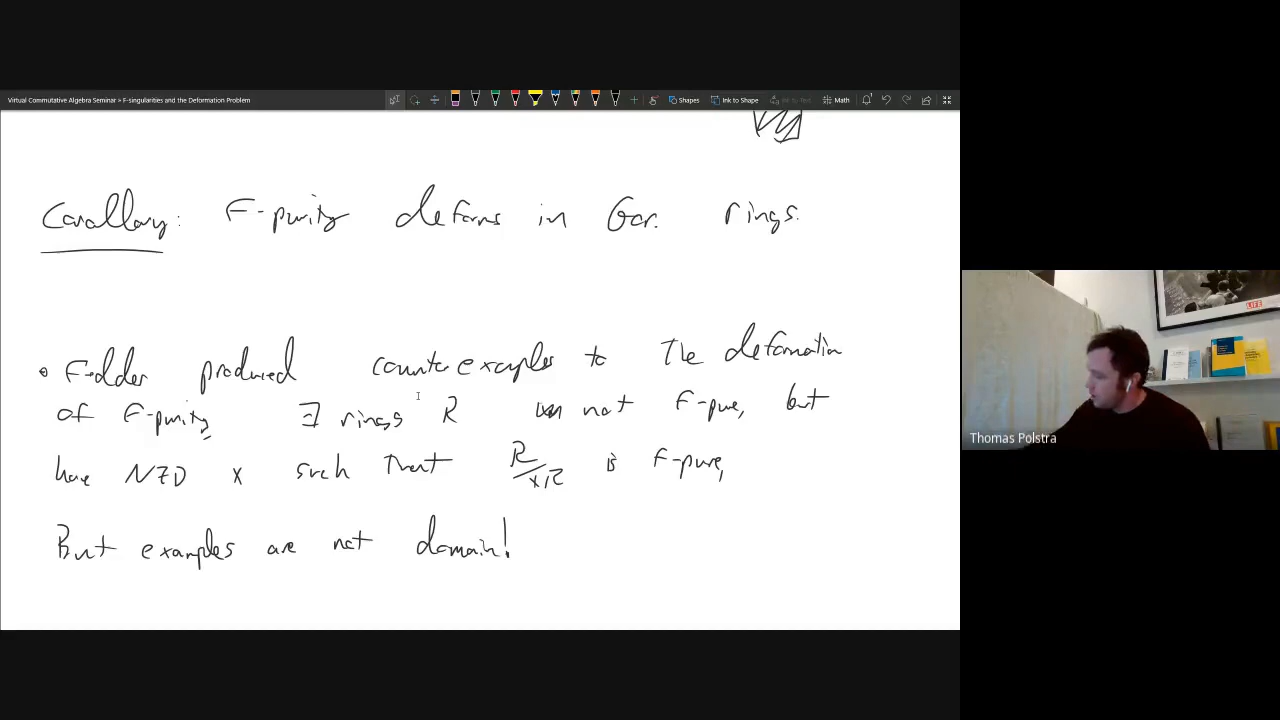 Virtual Commutative Algebra Seminar > F-singularities and the Deformation Problem
Shapes
Ink to Shape
Math
Corollary: F-purity deforms in Gor. rings.
• Fedder produced counterexamples to the deformation
of F-purity ∃ rings R not F-pure, but
have NZD x such that R/xR is F-pure,
But examples are not domain!
LIFE
Thomas Polstra